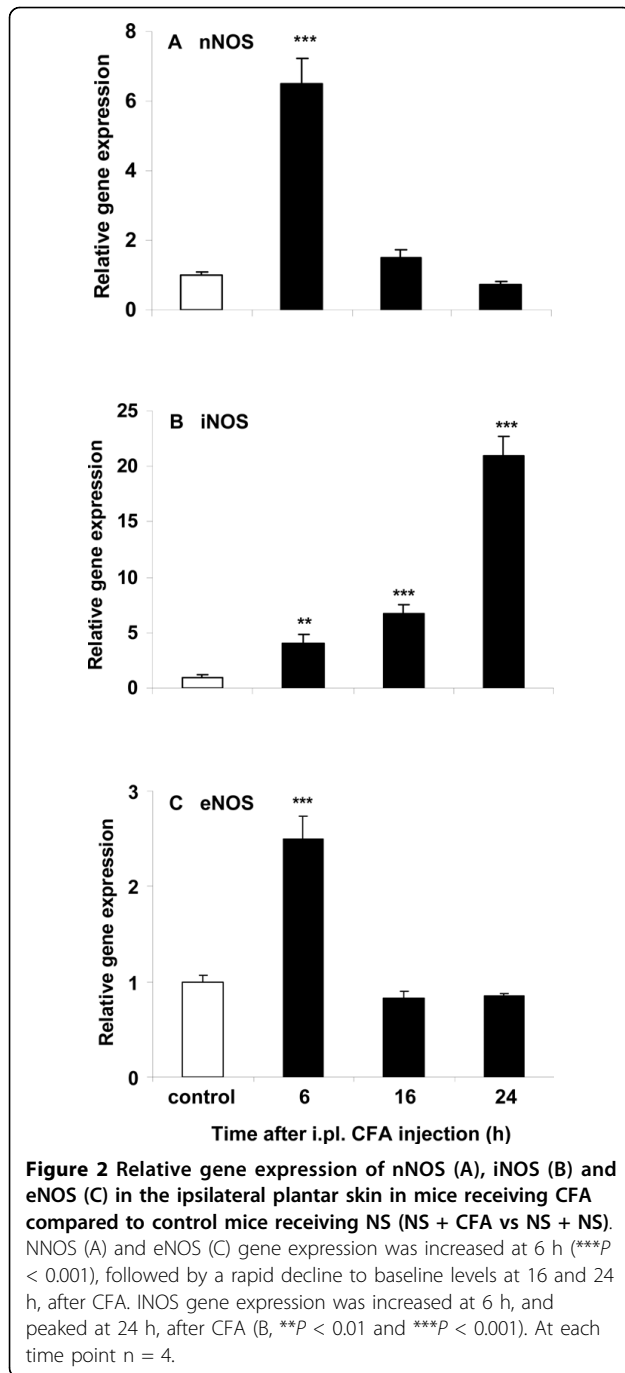 A nNOS
***
Relative gene expression
8
6
4
2
0
B iNOS
**
***
***
Relative gene expression
25
20
15
10
5
0
C eNOS
***
Relative gene expression
3
2
1
0
control 6 16 24
Time after i.pl. CFA injection (h)
Figure 2 Relative gene expression of nNOS (A), iNOS (B) and
eNOS (C) in the ipsilateral plantar skin in mice receiving CFA
compared to control mice receiving NS (NS + CFA vs NS + NS).
NNOS (A) and eNOS (C) gene expression was increased at 6 h (***P
< 0.001), followed by a rapid decline to baseline levels at 16 and 24
h, after CFA. INOS gene expression was increased at 6 h, and
peaked at 24 h, after CFA (B, **P < 0.01 and ***P < 0.001). At each
time point n = 4.